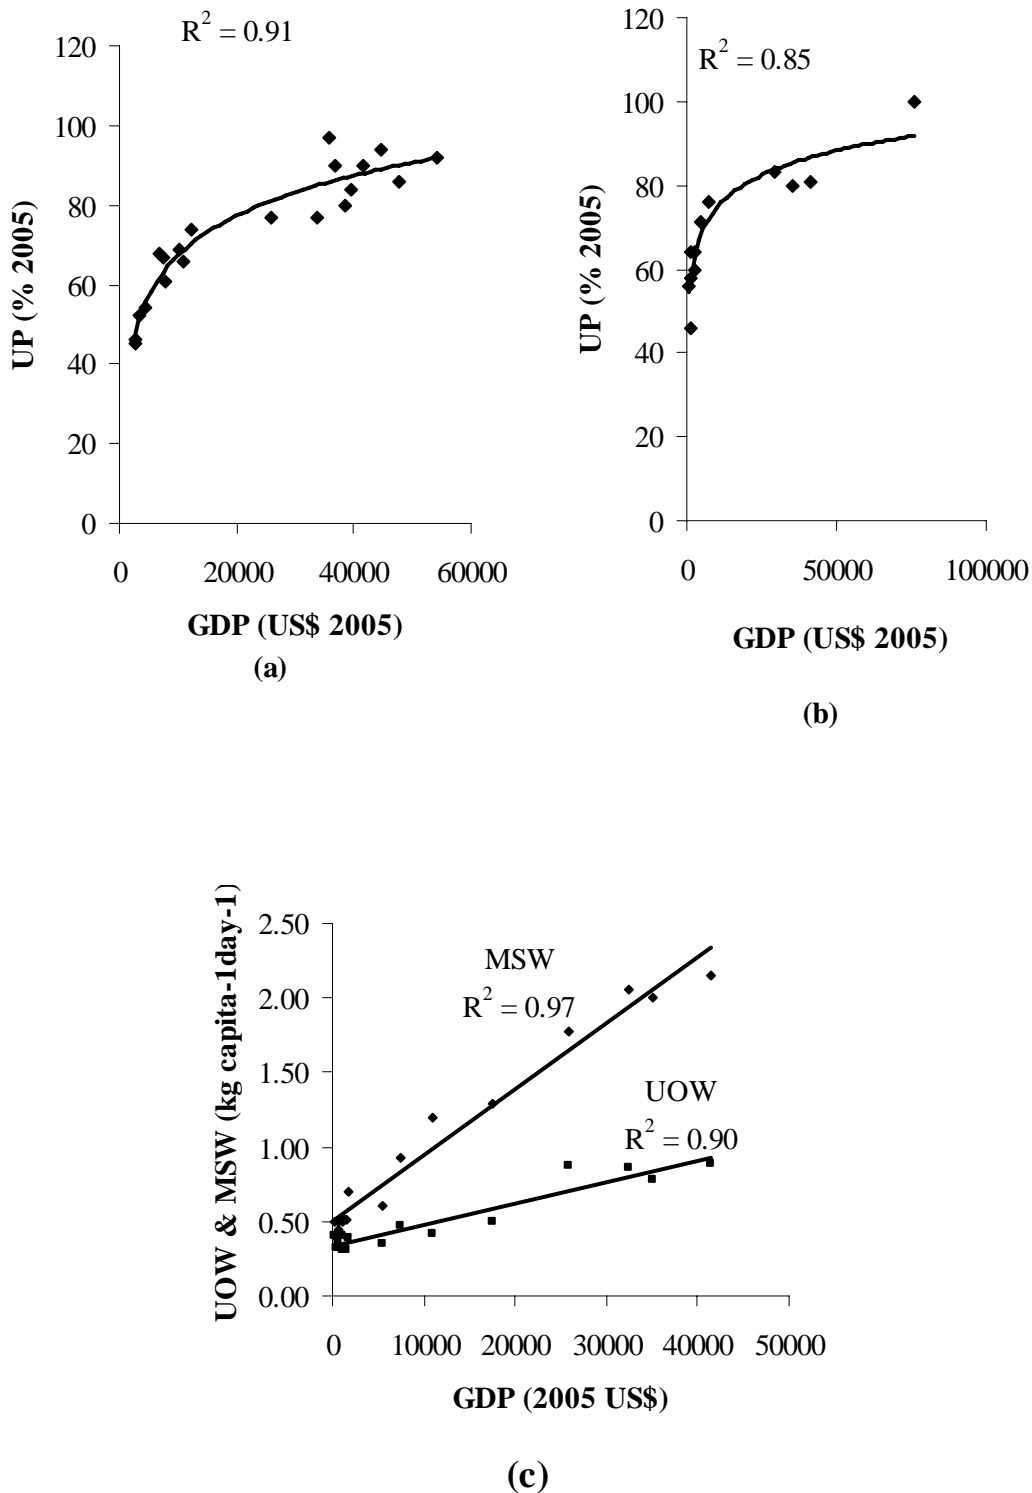 R² = 0.91
120
100
80
60
40
20
0
UP (% 2005)
0 20000 40000 60000
GDP (US$ 2005)
(a)
R² = 0.85
120
100
80
60
40
20
0
UP (% 2005)
0 50000 100000
GDP (US$ 2005)
(b)
UOW & MSW (kg capita-1day-1)
2.50
2.00
1.50
1.00
0.50
0.00
MSW
R² = 0.97
UOW
R² = 0.90
0 10000 20000 30000 40000 50000
GDP (2005 US$)
(c)